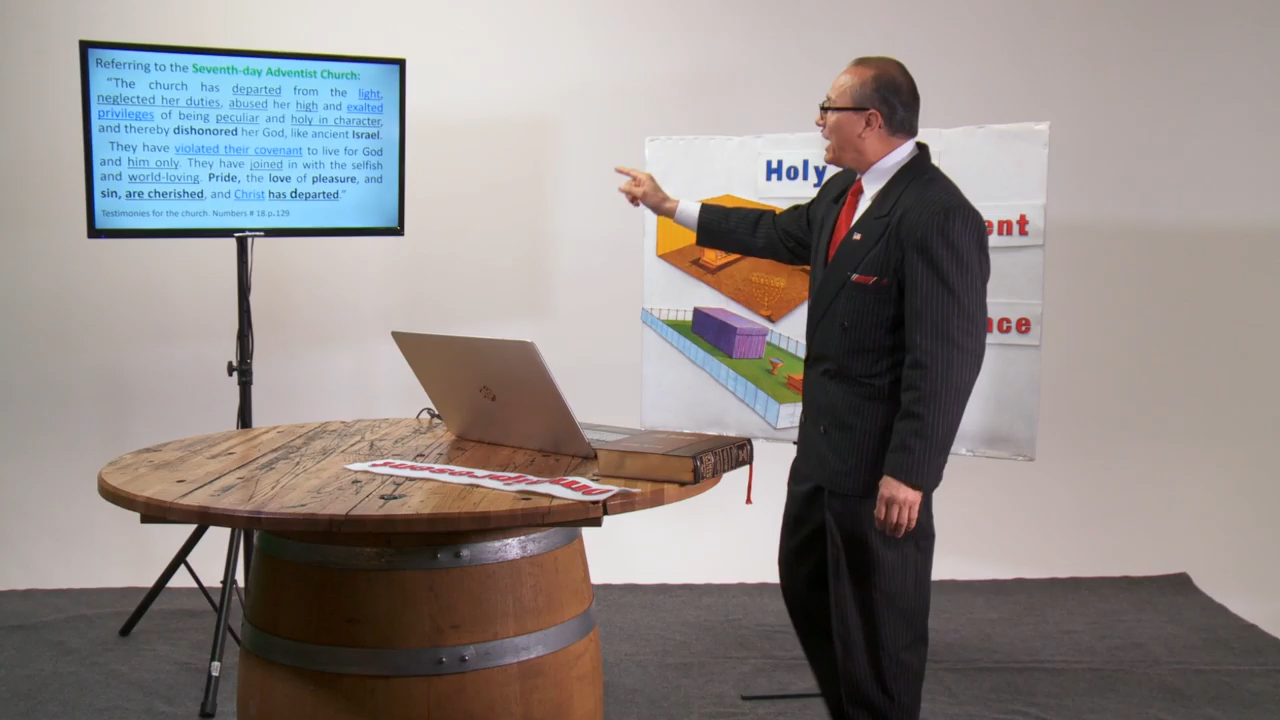 Referring to the Seventh-day Adventist Church:
"The church has departed from the light,
neglected her duties, abused her high and exalted
privileges of being peculiar and holy in character,
and thereby dishonored her God, like ancient Israel.
They have violated their covenant to live for God
and him only. They have joined in with the selfish
and world-loving. Pride, the love of pleasure, and
sin, are cherished, and Christ has departed."
Testimonies for the church. Numbers # 18 p.129
Holy
ent
nce
omnipresent